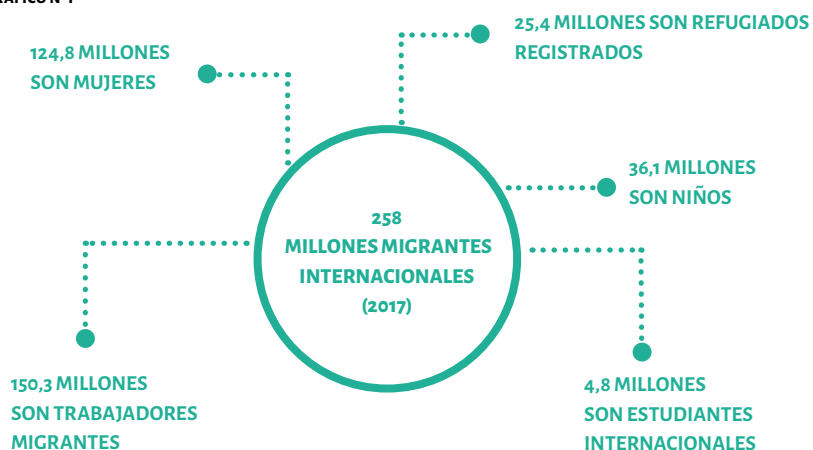 124,8 MILLONES
SON MUJERES
25,4 MILLONES SON REFUGIADOS
REGISTRADOS
36,1 MILLONES
SON NIÑOS
258
MILLONES MIGRANTES
INTERNACIONALES
(2017)
150,3 MILLONES
SON TRABAJADORES
MIGRANTES
4,8 MILLONES
SON ESTUDIANTES
INTERNACIONALES